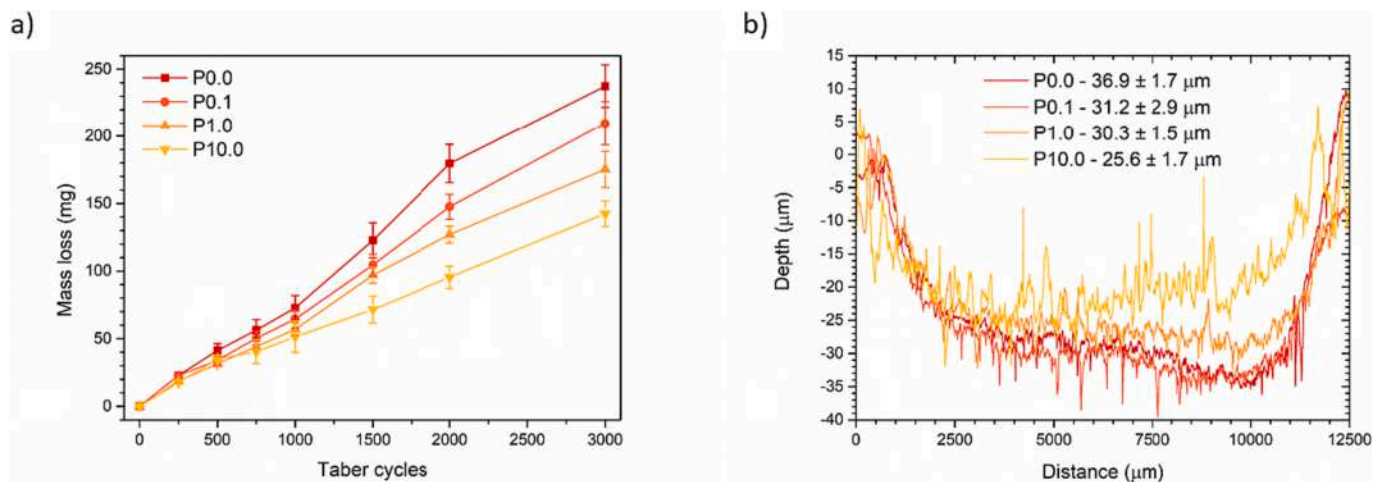 a)
250
200
150
100
50
0
Mass loss (mg)
P0.0
P0.1
P1.0
P10.0
0 500 1000 1500 2000 2500 3000
Taber cycles
b)
15
10
5
0
-5
-10
-15
-20
-25
-30
-35
-40
Depth (μm)
P0.0 - 36.9 ± 1.7 μm
P0.1 - 31.2 ± 2.9 μm
P1.0 - 30.3 ± 1.5 μm
P10.0 - 25.6 ± 1.7 μm
0 2500 5000 7500 10000 12500
Distance (μm)